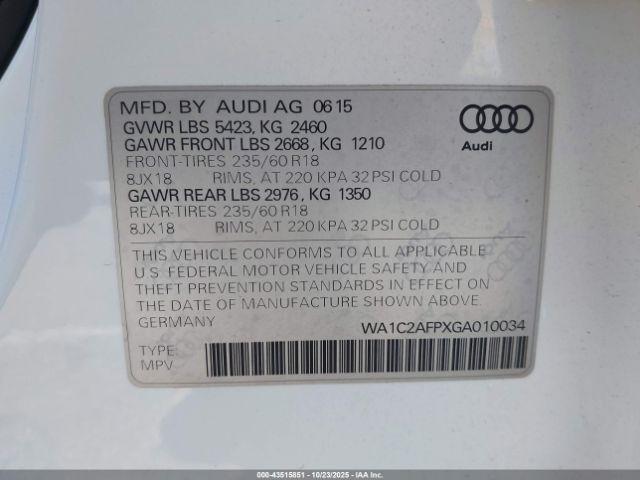 MFD. BY AUDI AG 06 15
GVWR LBS 5423, KG 2460
GAWR FRONT LBS 2668, KG 1210
FRONT-TIRES 235/60 R18
8JX18 RIMS, AT 220 KPA 32 PSI COLD
GAWR REAR LBS 2976, KG 1350
REAR-TIRES 235/60 R18
8JX18 RIMS, AT 220 KPA 32 PSI COLD
Audi
THIS VEHICLE CONFORMS TO ALL APPLICABLE
U.S. FEDERAL MOTOR VEHICLE SAFETY AND
THEFT PREVENTION STANDARDS IN EFFECT ON
THE DATE OF MANUFACTURE SHOWN ABOVE.
GERMANY
WA1C2AFPXGA010034
TYPE:
MPV
000-43515851 - 10/23/2025 - IAAI.COM